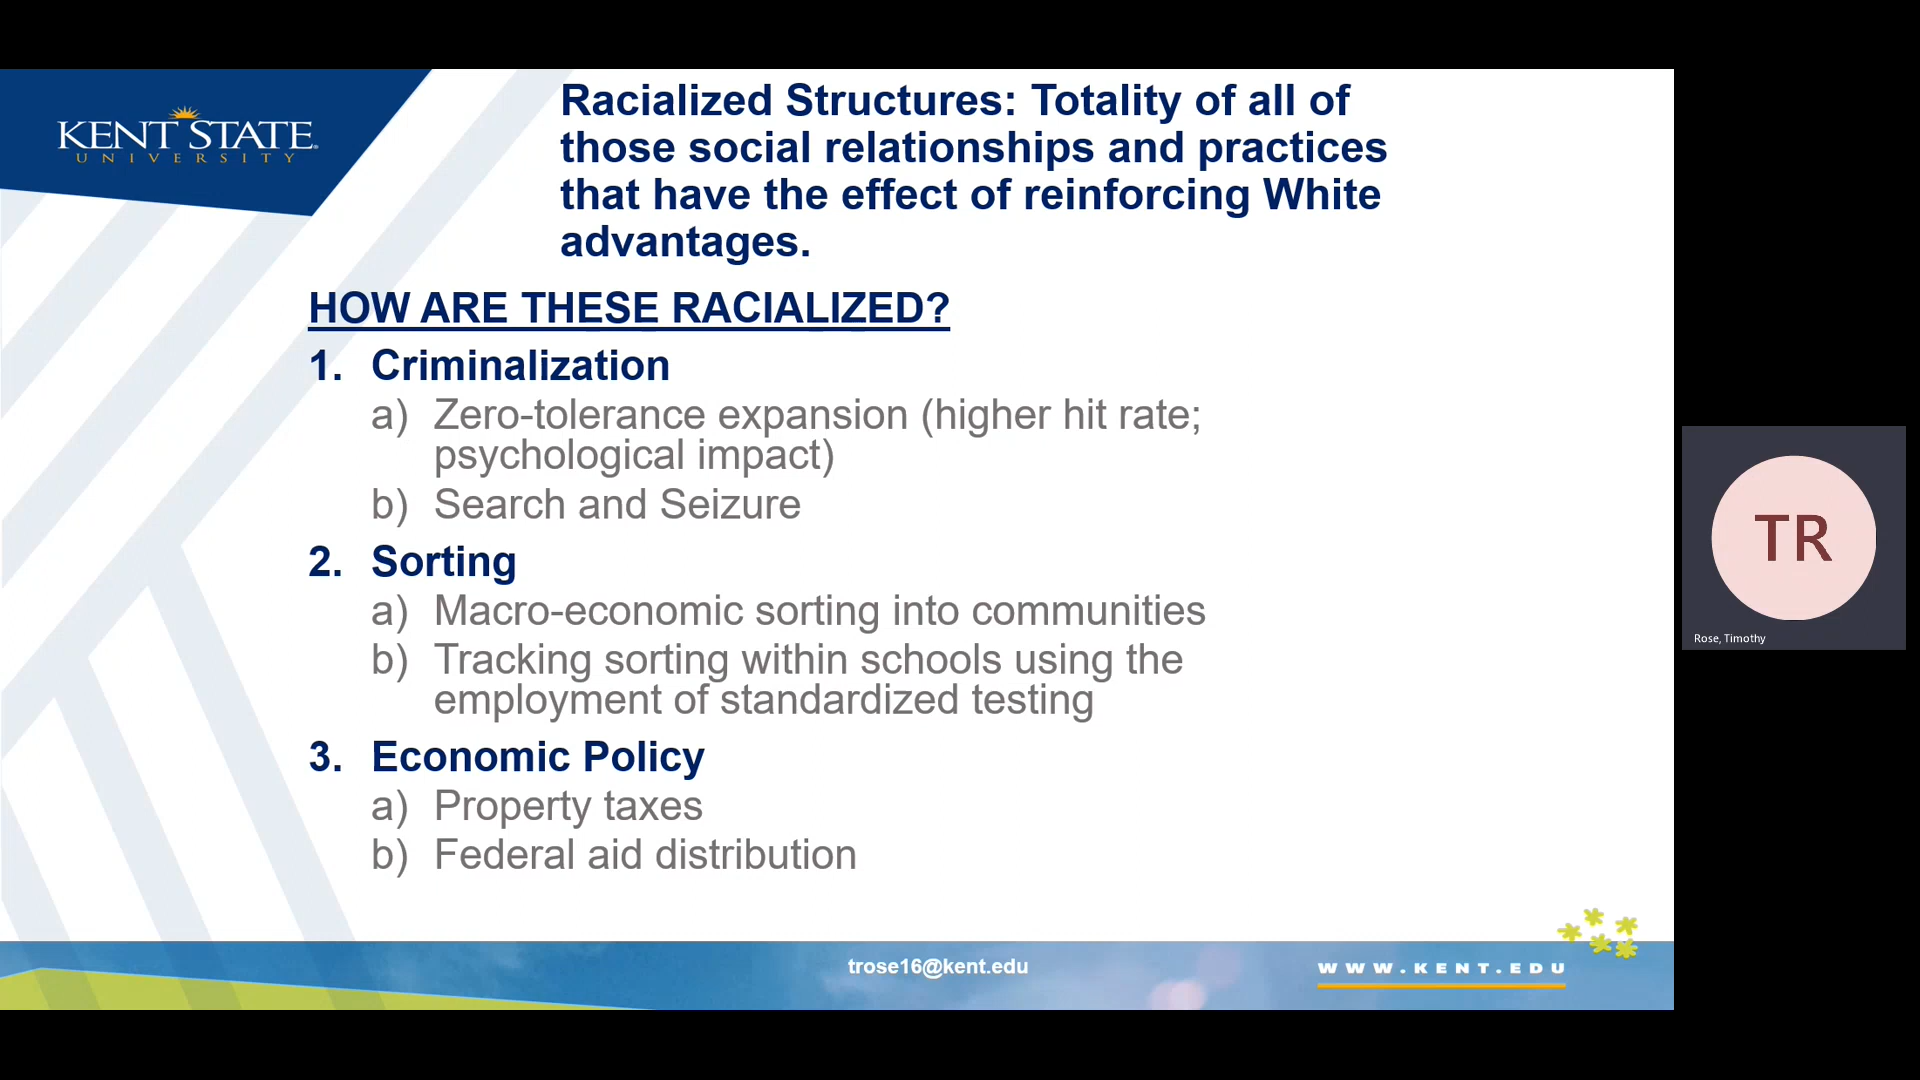 KENT STATE
UNIVERSITY
Racialized Structures: Totality of all of
those social relationships and practices
that have the effect of reinforcing White
advantages.
HOW ARE THESE RACIALIZED?
1. Criminalization
a) Zero-tolerance expansion (higher hit rate;
psychological impact)
b) Search and Seizure
2. Sorting
a) Macro-economic sorting into communities
b) Tracking sorting within schools using the
employment of standardized testing
3. Economic Policy
a) Property taxes
b) Federal aid distribution
trose16@kent.edu
WWW.KENT.EDU
TR
Rose, Timothy